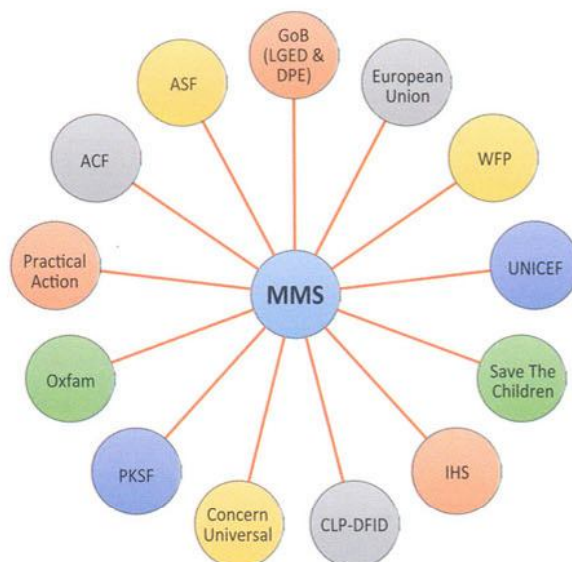 GoB
(LGED &
DPE)
European
Union
WFP
UNICEF
Save The
Children
IHS
CLP-DFID
Concern
Universal
PKSF
Oxfam
Practical
Action
ACF
ASF
MMS